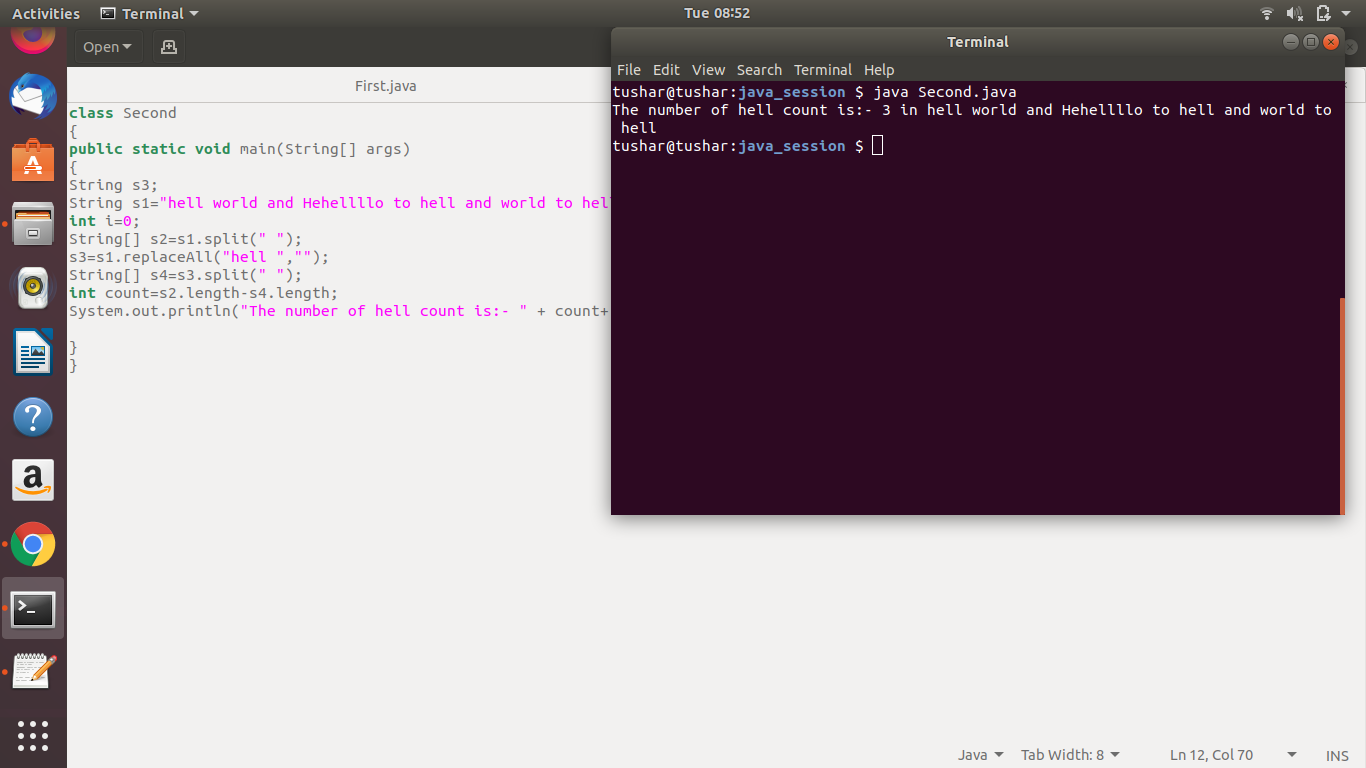 Activities Terminal Tue 08:52
Open
First.java
class Second
{
public static void main(String[] args)
{
String s3;
String s1="hell world and Hehellllo to hell and world to hel
int i=0;
String[] s2=s1.split(" ");
s3=s1.replaceAll("hell ","");
String[] s4=s3.split(" ");
int count=s2.length-s4.length;
System.out.println("The number of hell count is:- " + count+
}
}
Terminal
File Edit View Search Terminal Help
tushar@tushar:java_session $ java Second.java
The number of hell count is:- 3 in hell world and Hehellllo to hell and world to
 hell
tushar@tushar:java_session $
Java Tab Width: 8 Ln 12, Col 70 INS